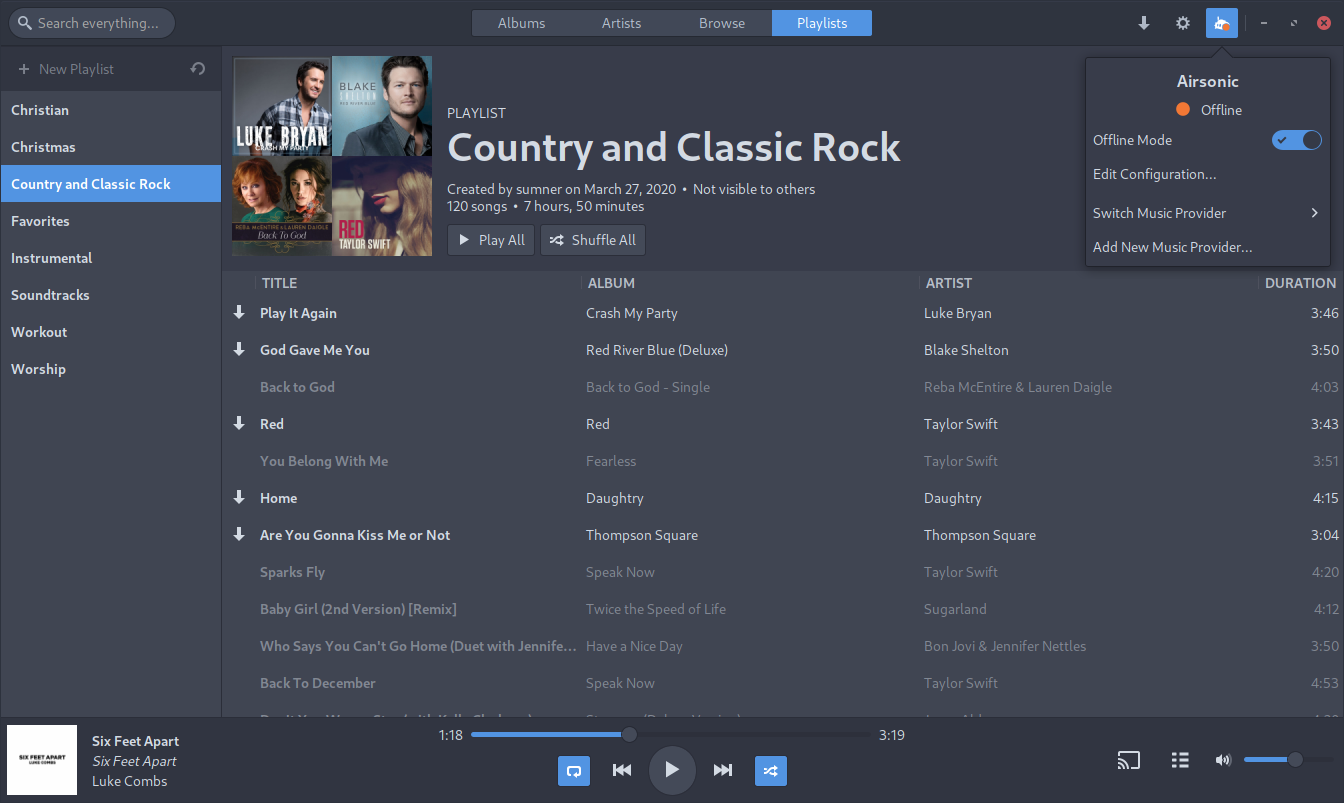 Search everything...
Albums
Artists
Browse
Playlists
New Playlist
Christian
Christmas
Country and Classic Rock
Favorites
Instrumental
Soundtracks
Workout
Worship
LUKE BRYAN
CRASH MY PARTY
BLAKE
SHELTON
RED RIVER BLUE
REBA MCENTIRE & LAUREN DAIGLE
Back To God
RED
TAYLOR SWIFT
PLAYLIST
Country and Classic Rock
Created by sumner on March 27, 2020 • Not visible to others
120 songs • 7 hours, 50 minutes
Play All
Shuffle All
Airsonic
Offline
Offline Mode
Edit Configuration...
Switch Music Provider
Add New Music Provider...
TITLE ALBUM ARTIST DURATION
Play It Again Crash My Party Luke Bryan 3:46
God Gave Me You Red River Blue (Deluxe) Blake Shelton 3:50
Back to God Back to God - Single Reba McEntire & Lauren Daigle 4:03
Red Red Taylor Swift 3:43
You Belong With Me Fearless Taylor Swift 3:51
Home Daughtry Daughtry 4:15
Are You Gonna Kiss Me or Not Thompson Square Thompson Square 3:04
Sparks Fly Speak Now Taylor Swift 4:20
Baby Girl (2nd Version) [Remix] Twice the Speed of Life Sugarland 4:12
Who Says You Can't Go Home (Duet with Jennife... Have a Nice Day Bon Jovi & Jennifer Nettles 3:50
Back To December Speak Now Taylor Swift 4:53
SIX FEET APART
LUKE COMBS
Six Feet Apart
Six Feet Apart
Luke Combs
1:18
3:19